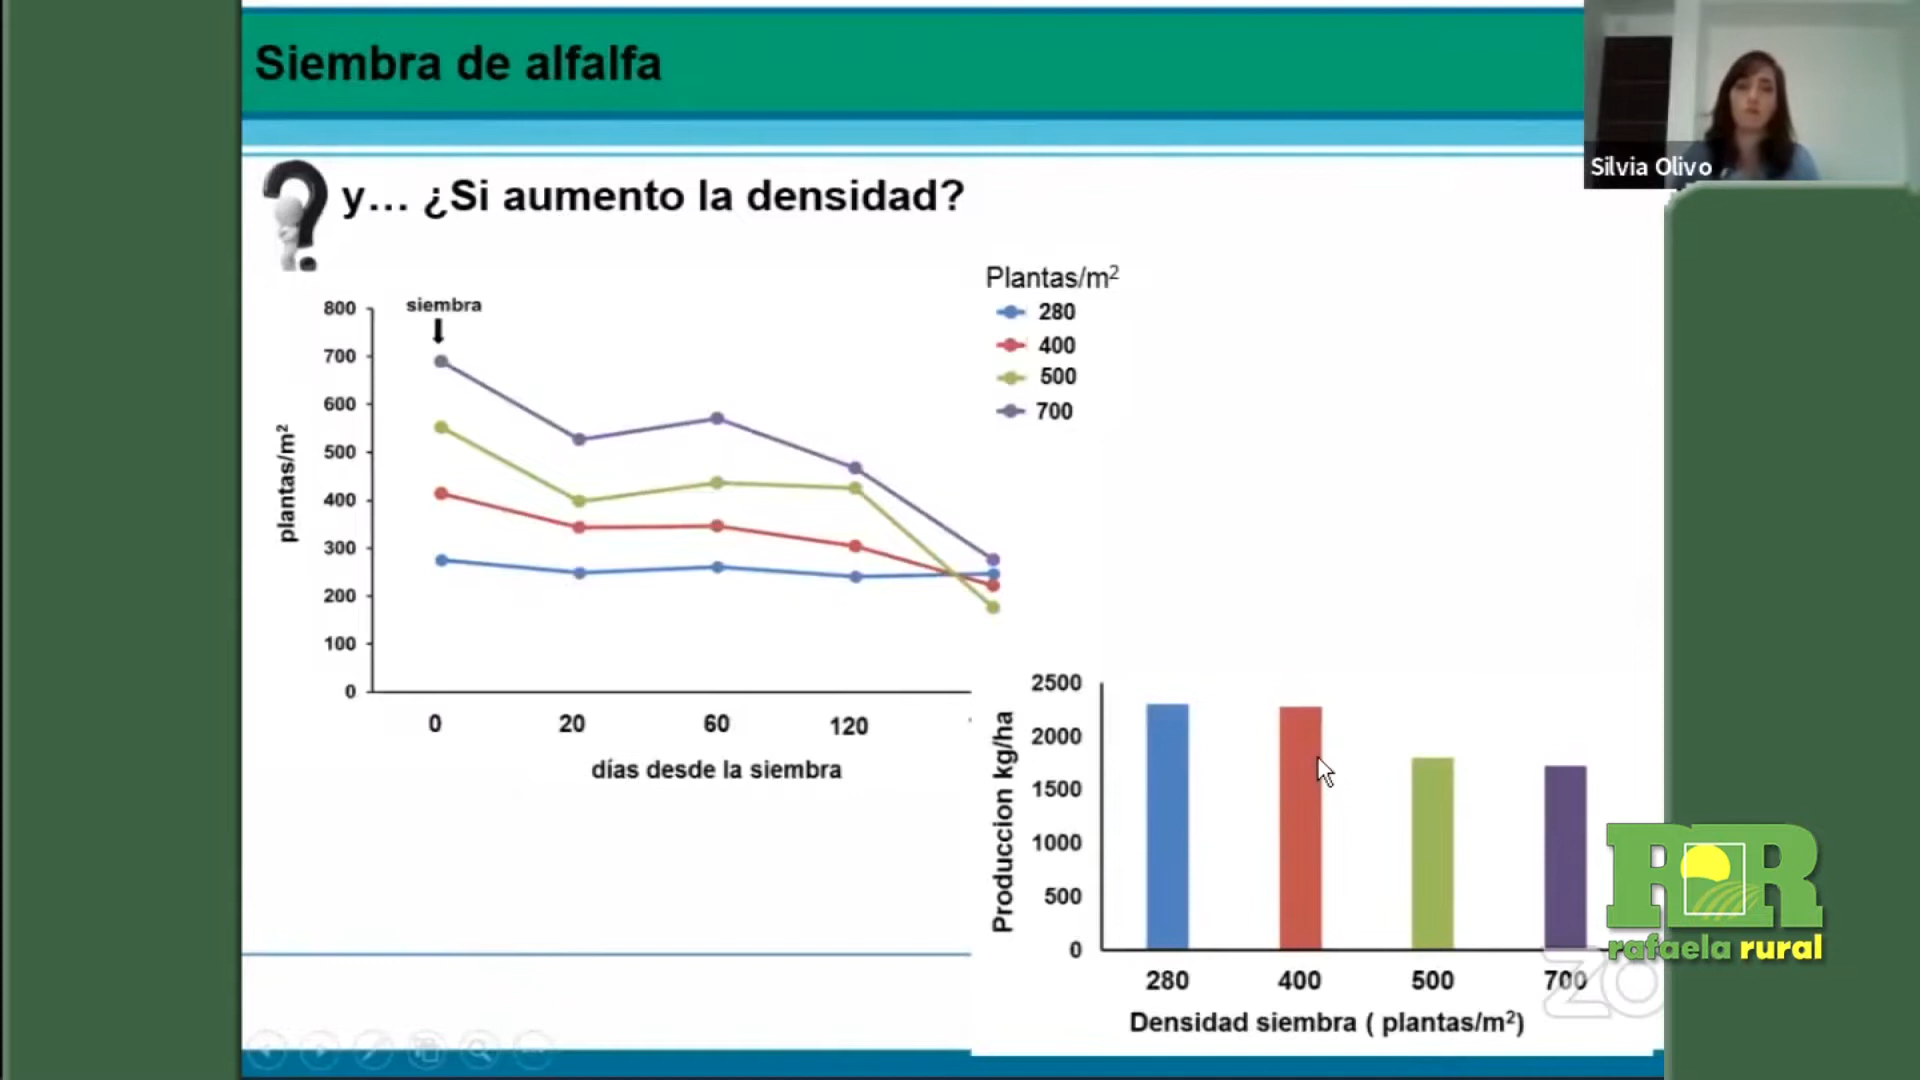 Siembra de alfalfa
Silvia Olivo
y... ¿Si aumento la densidad?
Plantas/m²
280
400
500
700
siembra
800
700
600
500
400
300
200
100
0
plantas/m²
0 20 60 120
días desde la siembra
2500
2000
1500
1000
500
0
Produccion kg/ha
280 400 500 700
Densidad siembra ( plantas/m²)
RR
rafaela rural